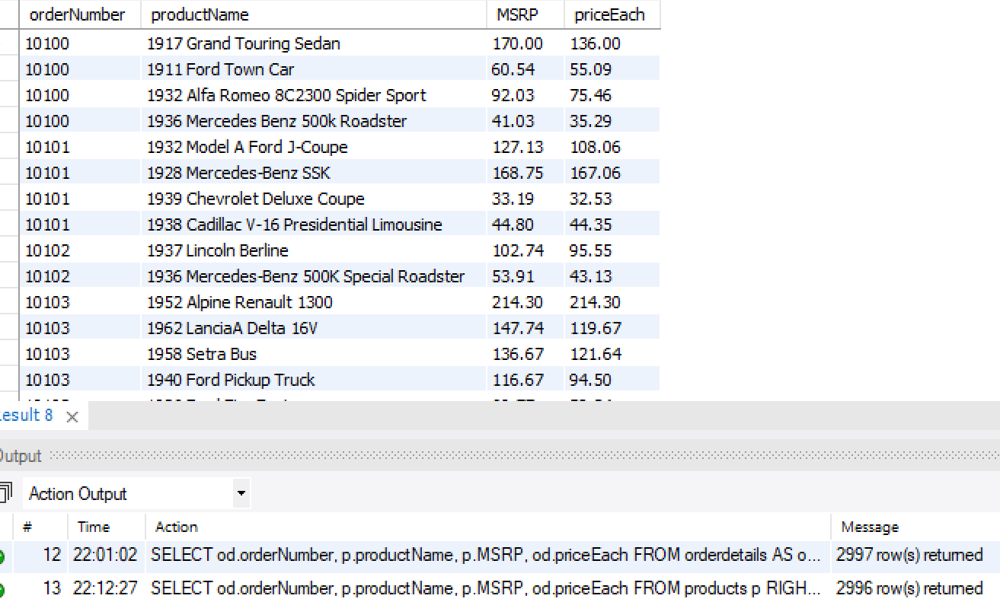 orderNumber productName MSRP priceEach
10100 1917 Grand Touring Sedan 170.00 136.00
10100 1911 Ford Town Car 60.54 55.09
10100 1932 Alfa Romeo 8C2300 Spider Sport 92.03 75.46
10100 1936 Mercedes Benz 500k Roadster 41.03 35.29
10101 1932 Model A Ford J-Coupe 127.13 108.06
10101 1928 Mercedes-Benz SSK 168.75 167.06
10101 1939 Chevrolet Deluxe Coupe 33.19 32.53
10101 1938 Cadillac V-16 Presidential Limousine 44.80 44.35
10102 1937 Lincoln Berline 102.74 95.55
10102 1936 Mercedes-Benz 500K Special Roadster 53.91 43.13
10103 1952 Alpine Renault 1300 214.30 214.30
10103 1962 LanciaA Delta 16V 147.74 119.67
10103 1958 Setra Bus 136.67 121.64
10103 1940 Ford Pickup Truck 116.67 94.50
esult 8
Output
Action Output
# Time Action Message
12 22:01:02 SELECT od.orderNumber, p.productName, p.MSRP, od.priceEach FROM orderdetails AS o... 2997 row(s) returned
13 22:12:27 SELECT od.orderNumber, p.productName, p.MSRP, od.priceEach FROM products p RIGH... 2996 row(s) returned